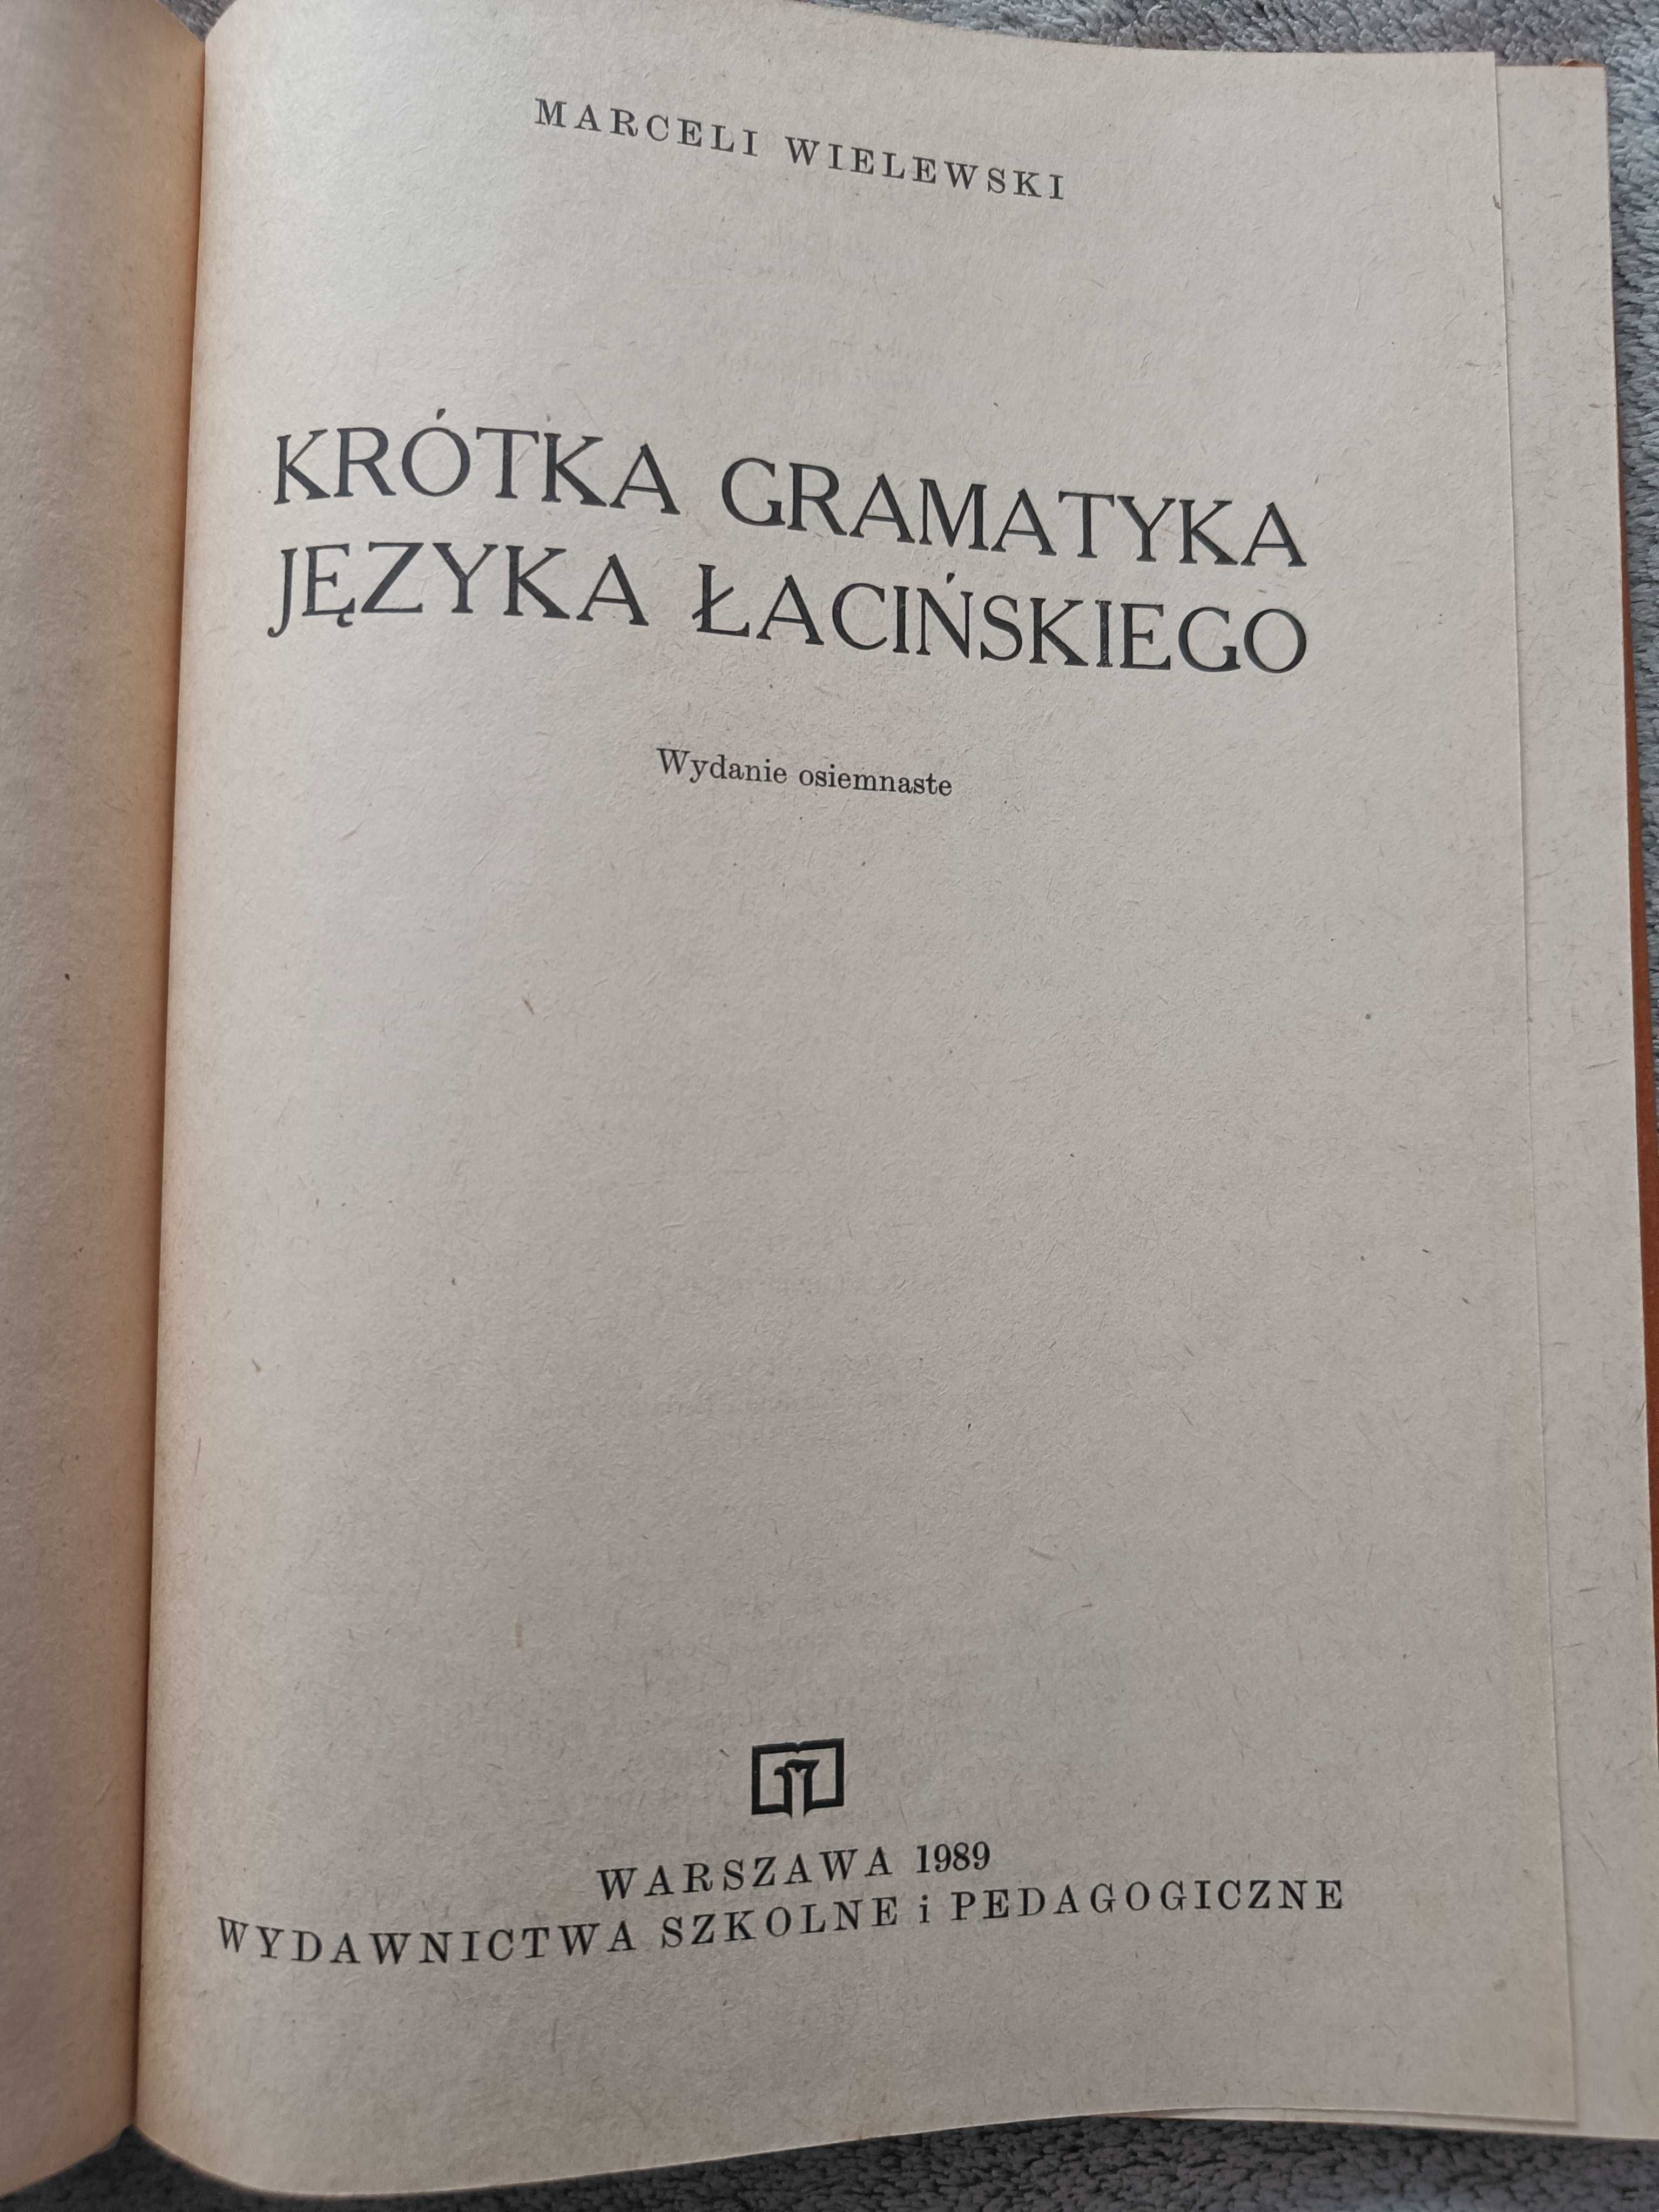 MARCELI WIELEWSKI
KRÓTKA GRAMATYKA
JĘZYKA ŁACIŃSKIEGO
Wydanie osiemnaste
WARSZAWA 1989
WYDAWNICTWA SZKOLNE i PEDAGOGICZNE